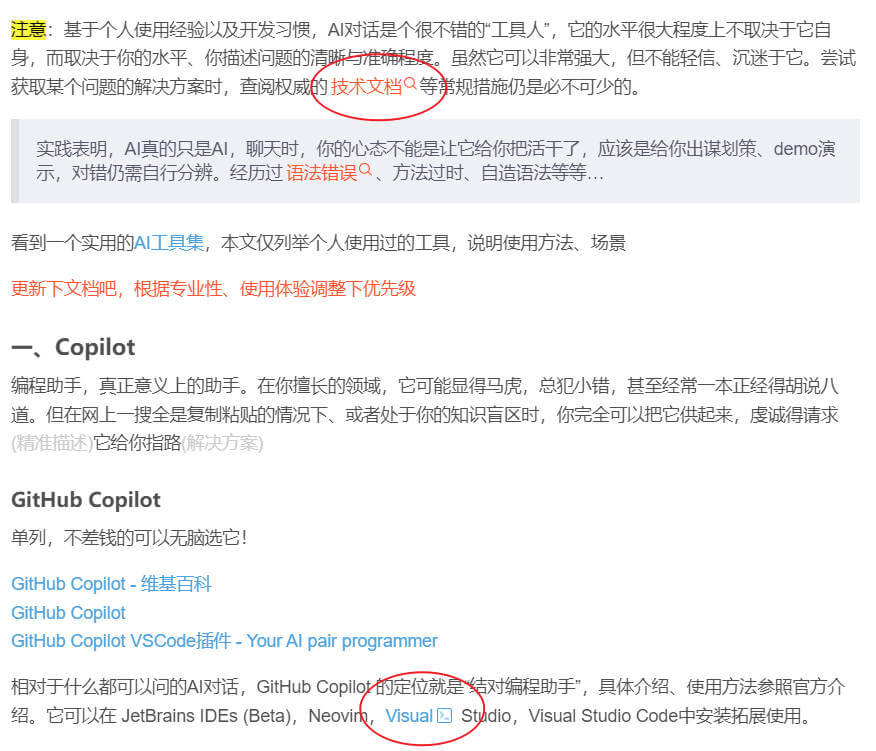 注意：基于个人使用经验以及开发习惯，AI对话是个很不错的“工具人”，它的水平很大程度上不取决于它自
身，而取决于你的水平、你描述问题的清晰与准确程度。虽然它可以非常强大，但不能轻信、沉迷于它。尝试
获取某个问题的解决方案时，查阅权威的 技术文档 等常规措施仍是必不可少的。
实践表明，AI真的只是AI，聊天时，你的心态不能是让它给你把活干了，应该是给你出谋划策、demo演
示，对错仍需自行分辨。经历过 语法错误 、方法过时、自造语法等等…
看到一个实用的AI工具集，本文仅列举个人使用过的工具，说明使用方法、场景
更新下文档吧，根据专业性、使用体验调整下优先级
一、Copilot
编程助手，真正意义上的助手。在你擅长的领域，它可能显得马虎，总犯小错，甚至经常一本正经得胡说八
道。但在网上一搜全是复制粘贴的情况下、或者处于你的知识盲区时，你完全可以把它供起来，虔诚得请求
(精准描述)它给你指路(解决方案)
GitHub Copilot
单列，不差钱的可以无脑选它！
GitHub Copilot - 维基百科
GitHub Copilot
GitHub Copilot VSCode插件 - Your AI pair programmer
相对于什么都可以问的AI对话，GitHub Copilot 的定位就是“结对编程助手”，具体介绍、使用方法参照官方介
绍。它可以在 JetBrains IDEs (Beta)，Neovim，Visual Studio，Visual Studio Code中安装拓展使用。